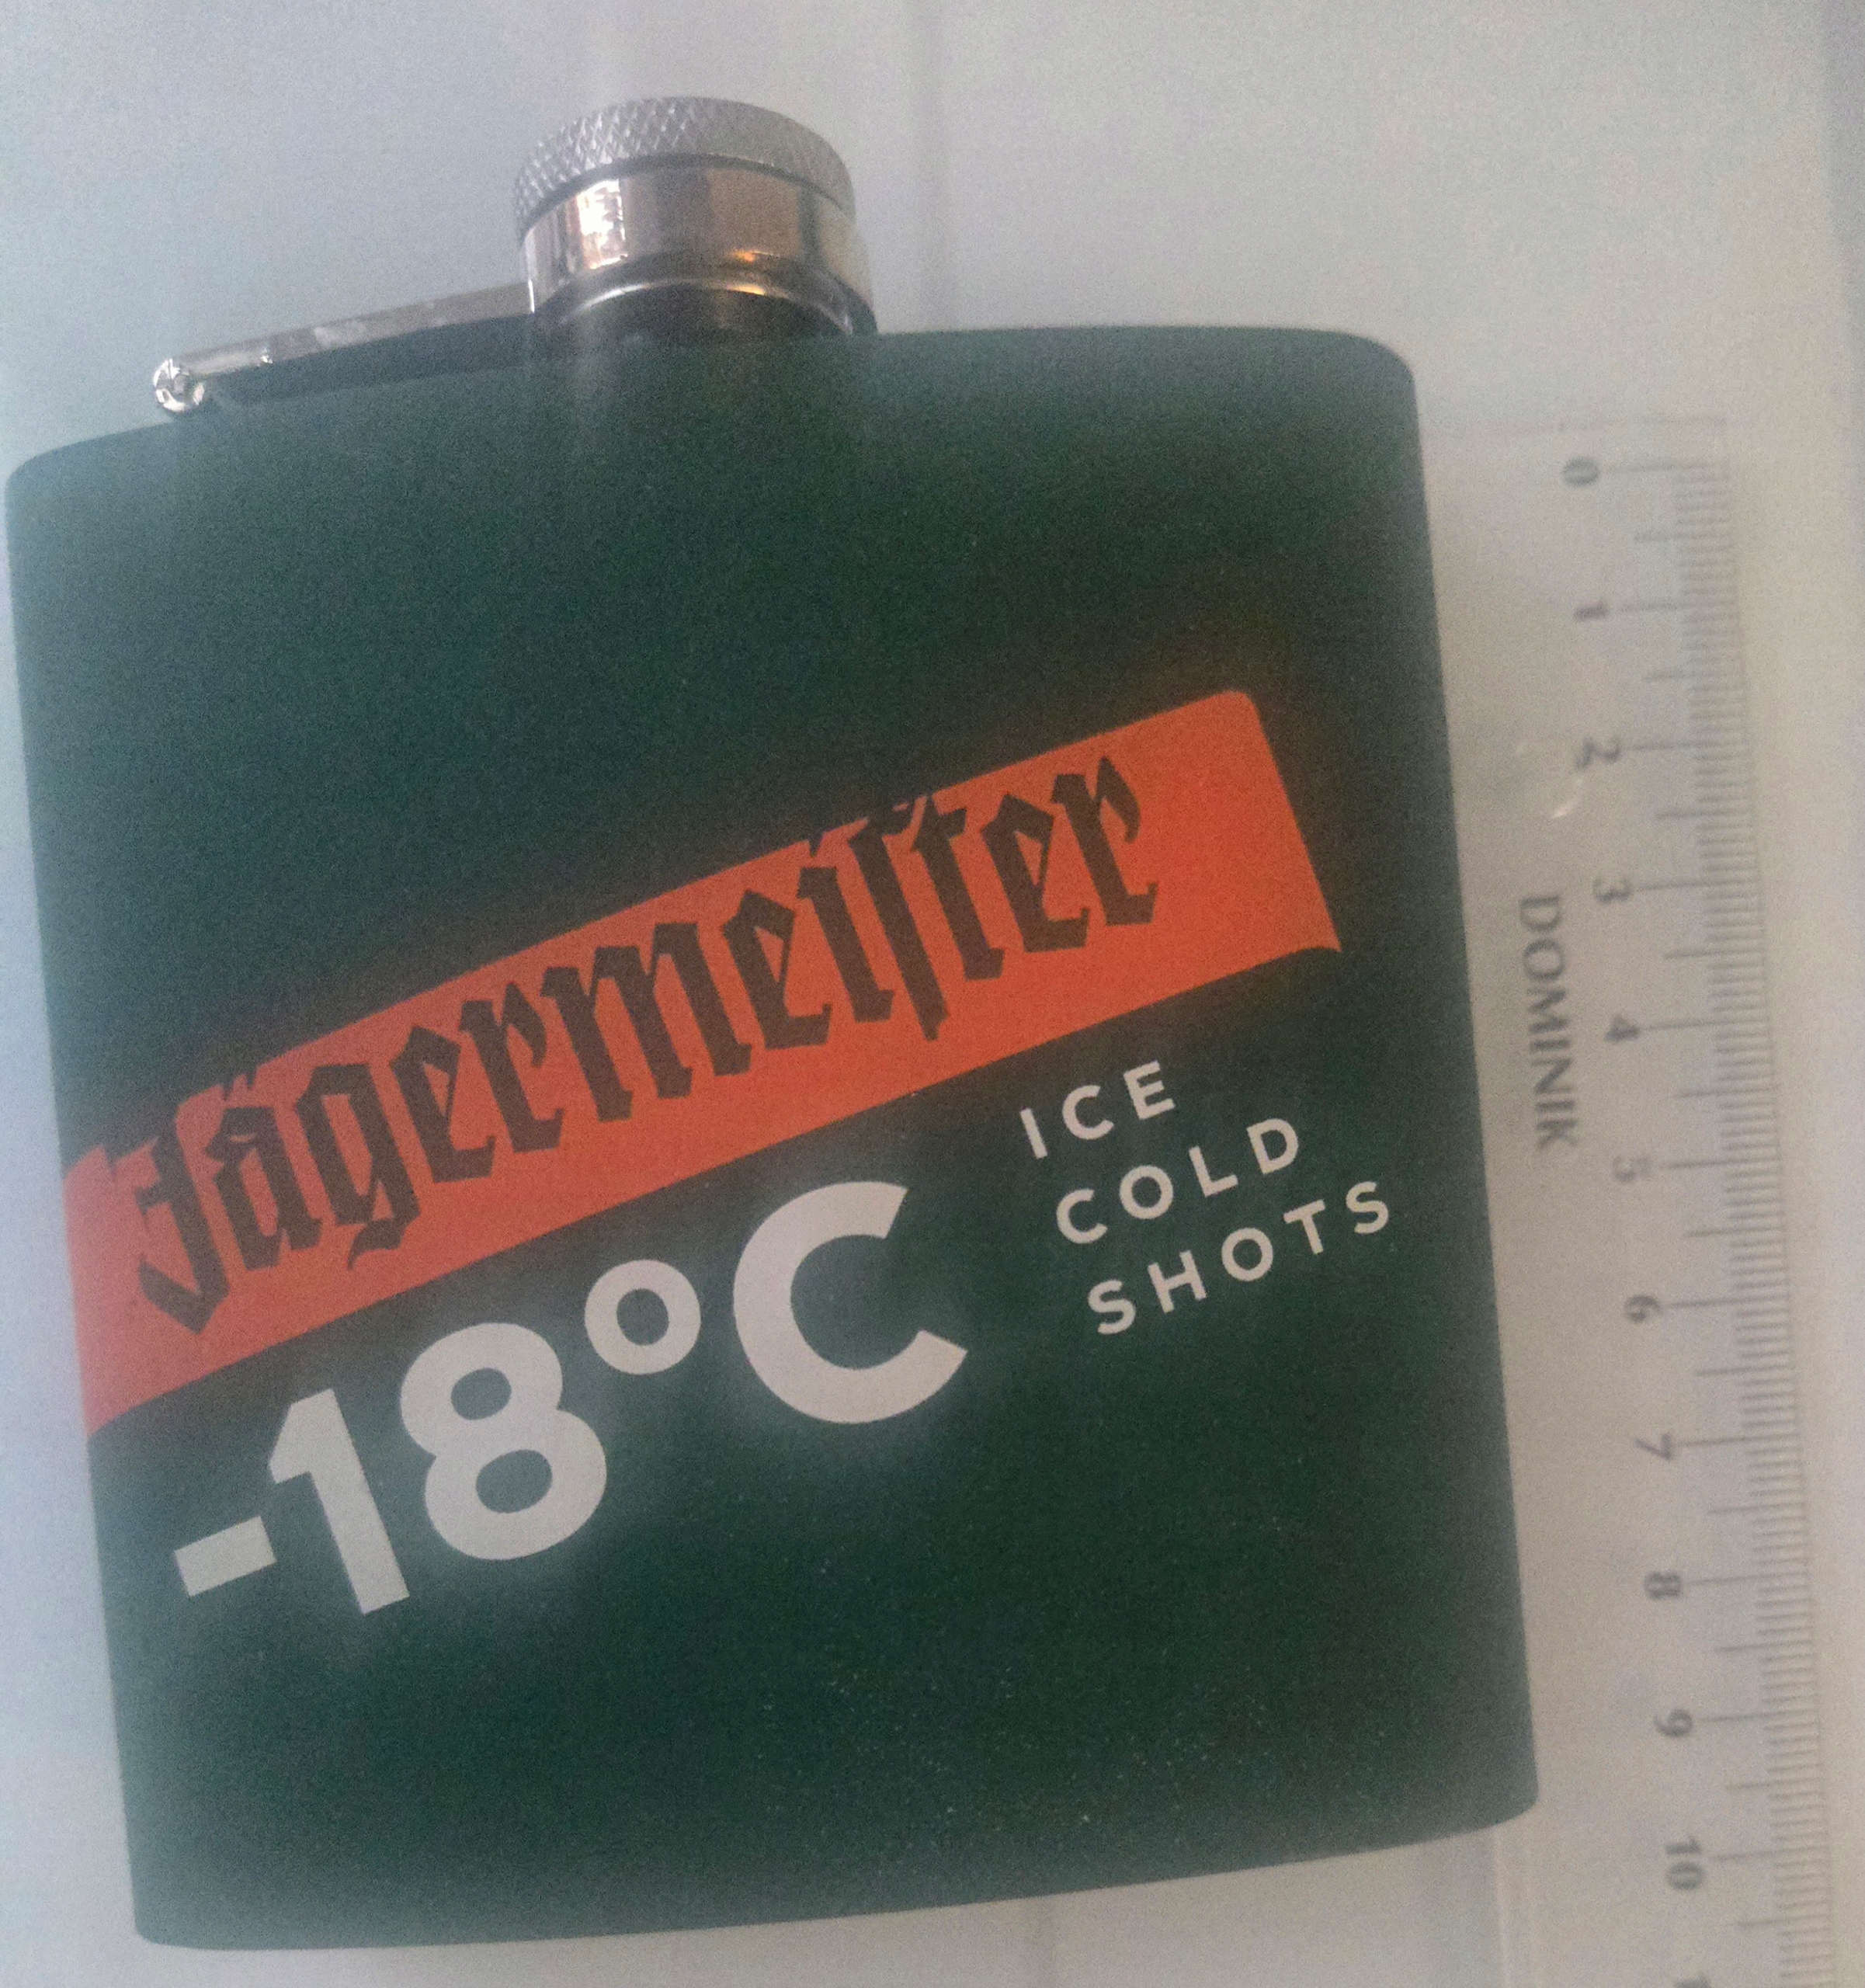 Jägermeiſter
-18°C
ICE
COLD
SHOTS
DOMINIK
0
1
2
3
4
5
6
7
8
9
10